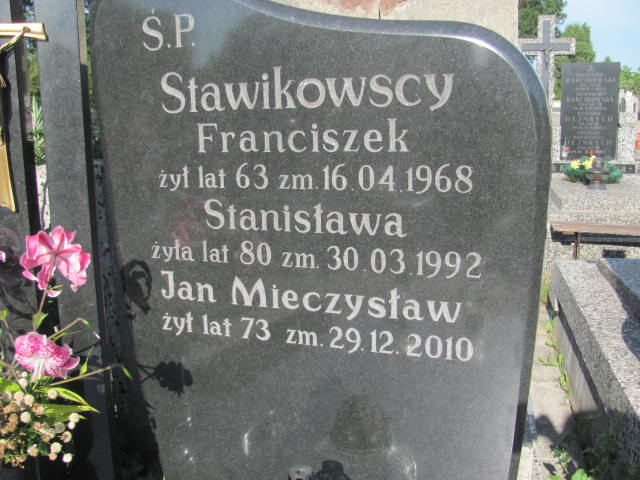 Ś.P.
Stawikowscy
Franciszek
żył lat 63 zm. 16.04.1968
Stanisława
żyła lat 80 zm. 30.03.1992
Jan Mieczysław
żył lat 73 zm. 29.12.2010